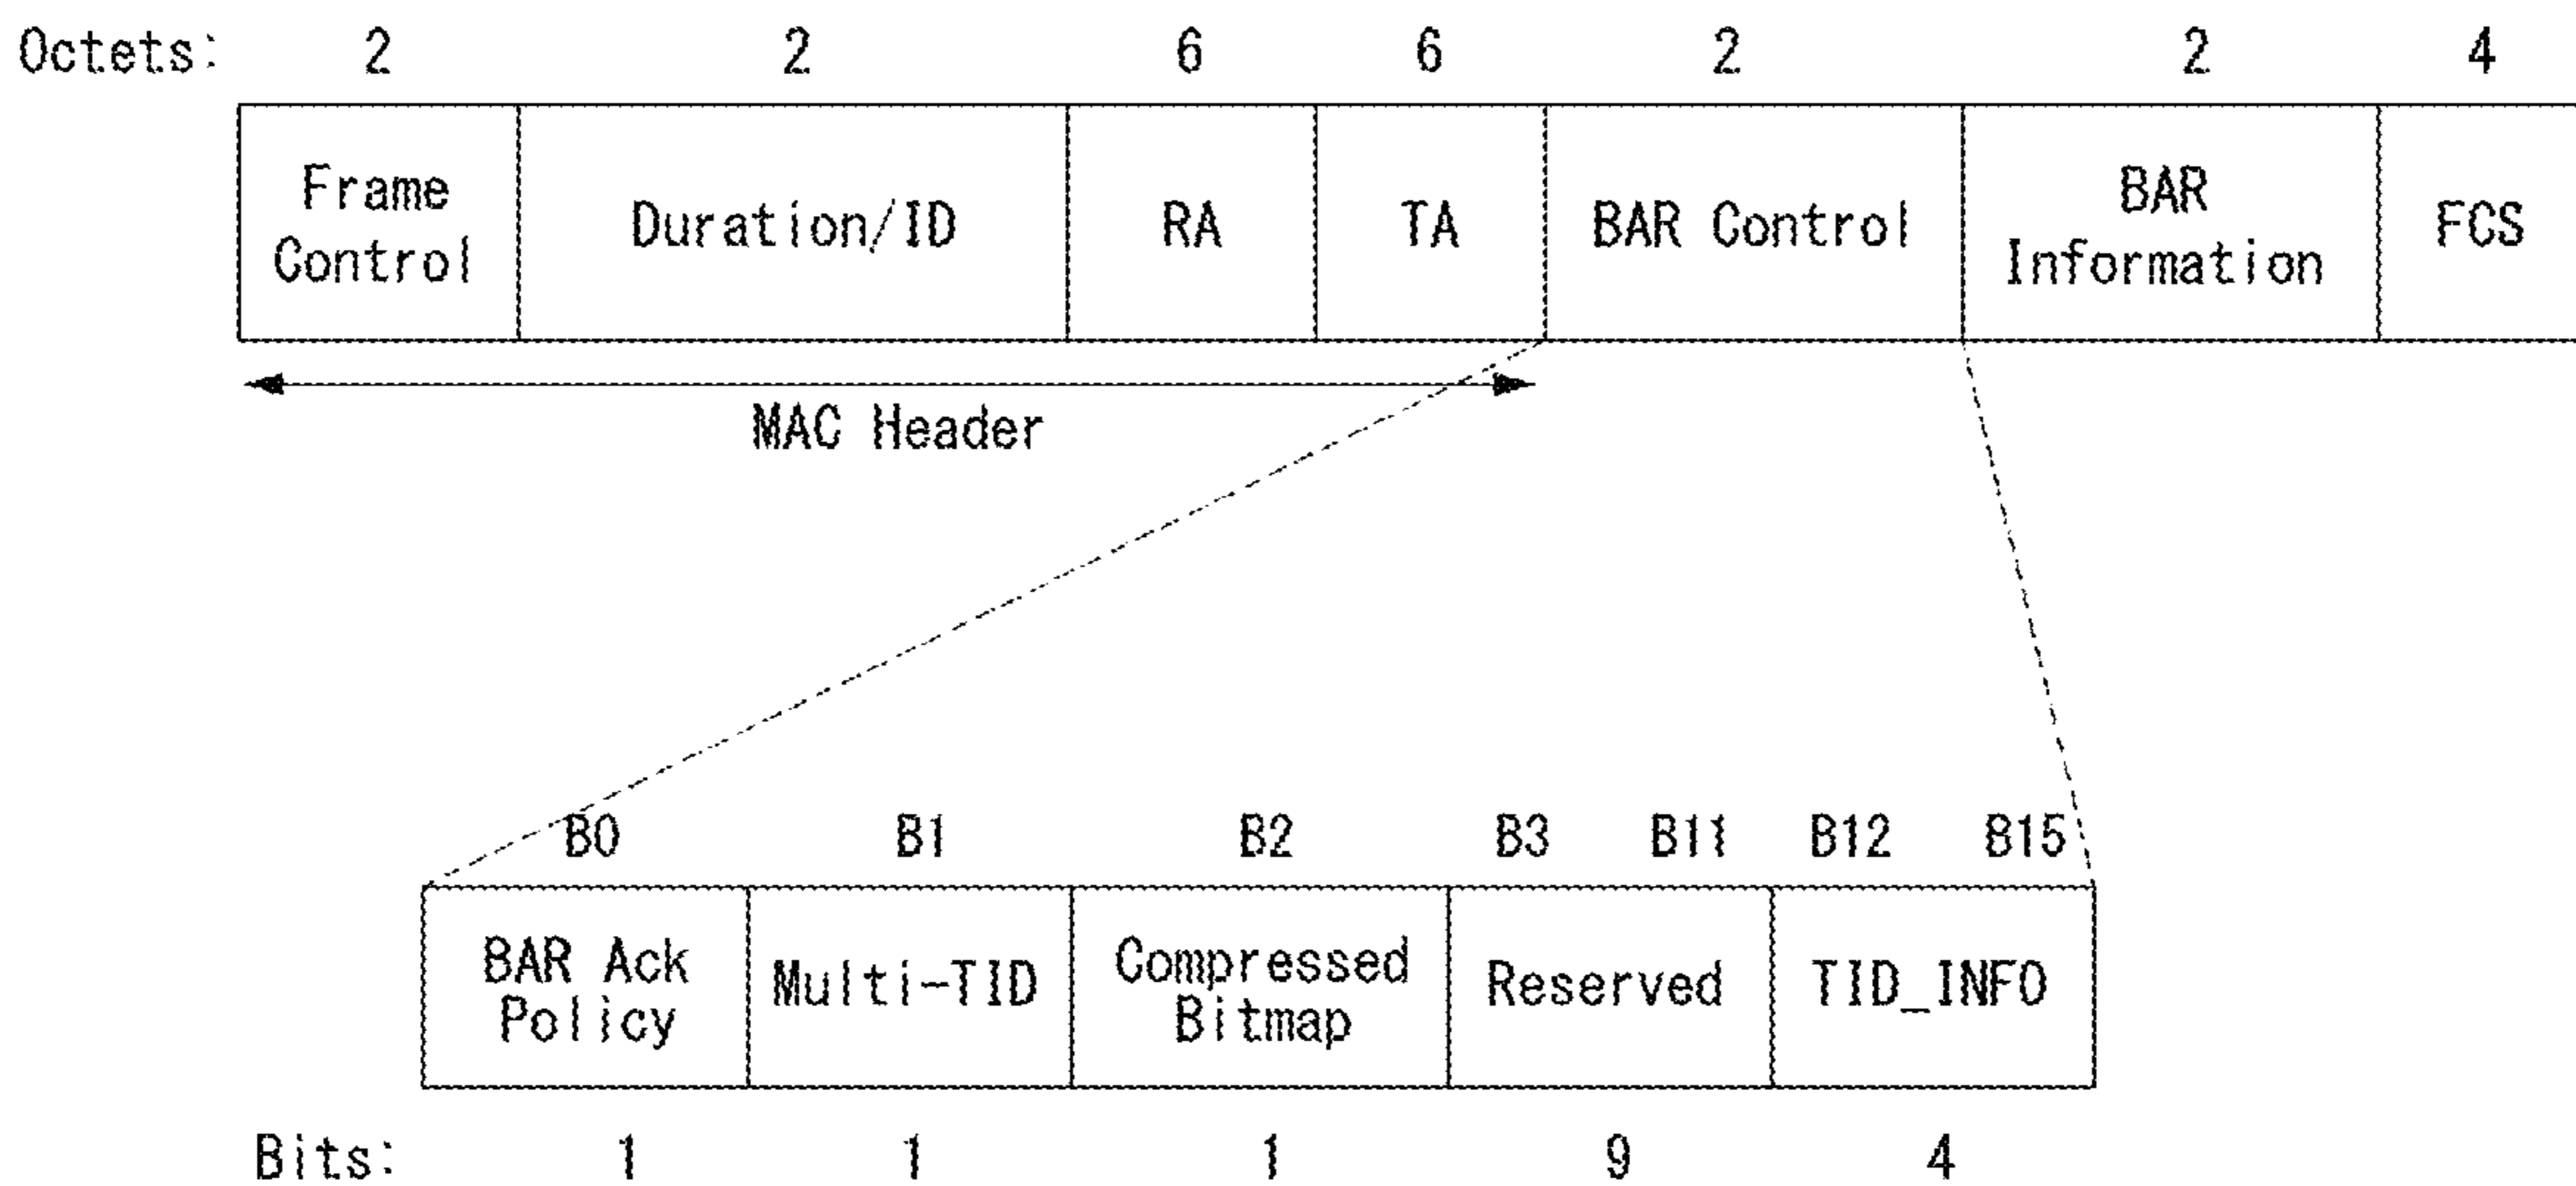 Octets: 2 2 6 6 2 2 4
Frame Control Duration/ID RA TA BAR Control BAR Information FCS
MAC Header
B0 B1 B2 B3 B11 B12 B15
BAR Ack Policy Multi-TID Compressed Bitmap Reserved TID_INFO
Bits: 1 1 1 9 4